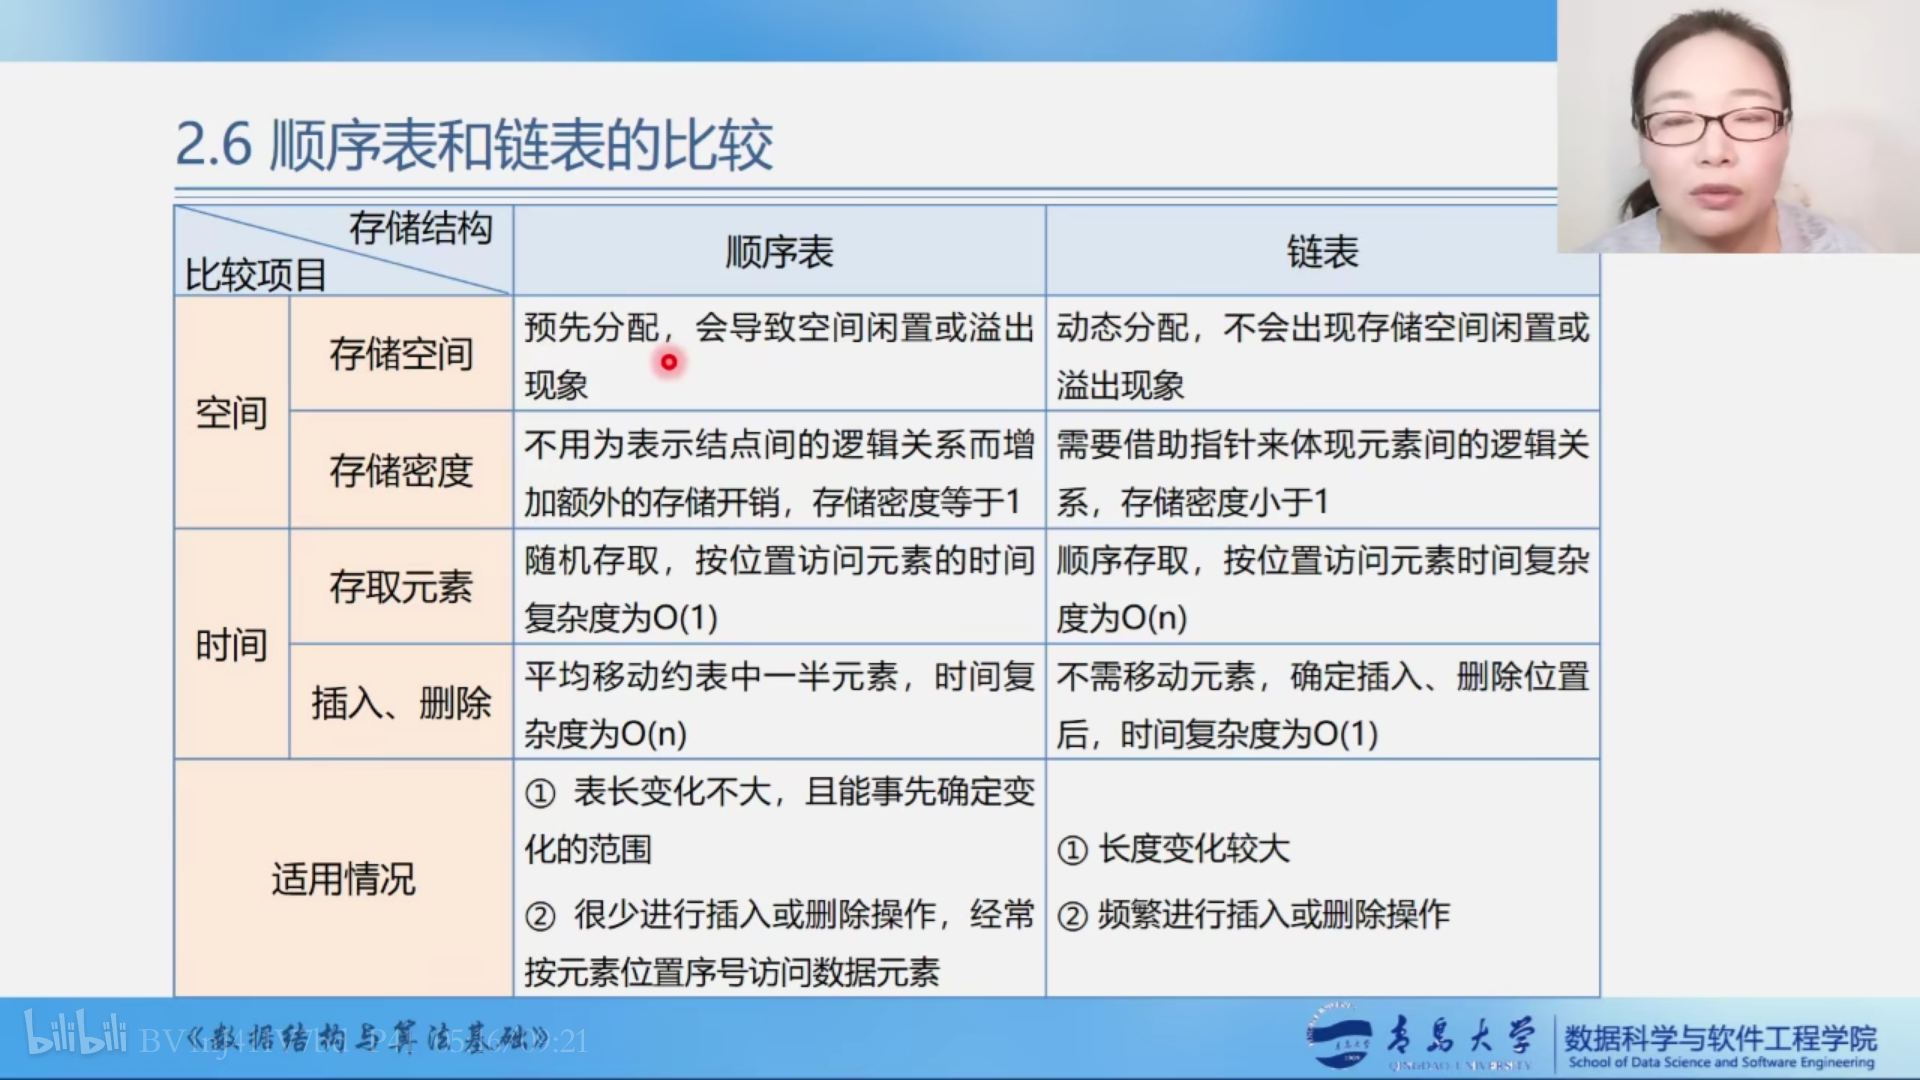 2.6 顺序表和链表的比较
存储结构
比较项目
顺序表
链表
空间
存储空间
预先分配，会导致空间闲置或溢出
现象
动态分配，不会出现存储空间闲置或
溢出现象
存储密度
不用为表示结点间的逻辑关系而增
加额外的存储开销，存储密度等于1
需要借助指针来体现元素间的逻辑关
系，存储密度小于1
时间
存取元素
随机存取，按位置访问元素的时间
复杂度为O(1)
顺序存取，按位置访问元素时间复杂
度为O(n)
插入、删除
平均移动约表中一半元素，时间复
杂度为O(n)
不需移动元素，确定插入、删除位置
后，时间复杂度为O(1)
适用情况
① 表长变化不大，且能事先确定变
化的范围
② 很少进行插入或删除操作，经常
按元素位置序号访问数据元素
① 长度变化较大
② 频繁进行插入或删除操作
bilibili
《数据结构与算法基础》
青岛大学
QINGDAO UNIVERSITY
数据科学与软件工程学院
School of Data Science and Software Engineering